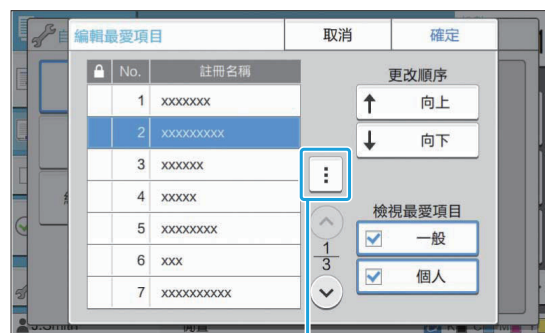 編輯最愛項目 取消 確定
No. 註冊名稱
更改順序
1 xxxxxxx
↑ 向上
2 xxxxxxxxx
↓ 向下
3 xxxxxx
4 xxxxx
檢視最愛項目
5 xxxxxxxx
一般
6 xxx
1
3
個人
7 xxxxxxxxxx
J.Smith